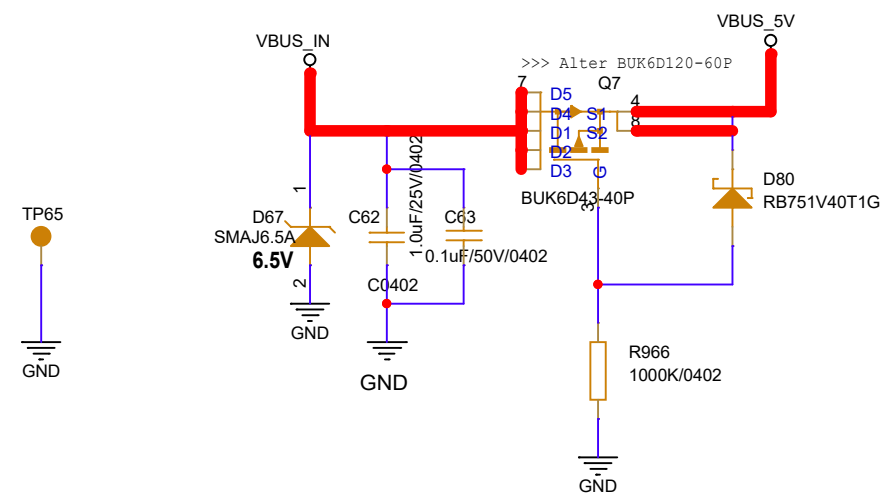 VBUS_5V
VBUS_IN
>>> Alter BUK6D120-60P
7
Q7
D5
D4
S1
4
D1
S2
8
D2
D3
G
BUK6D43-40P
3
D80
RB751V40T1G
1
D67
SMAJ6.5A
6.5V
2
C62
1.0uF/25V/0402
C0402
C63
0.1uF/50V/0402
TP65
GND
GND
GND
R966
1000K/0402
GND